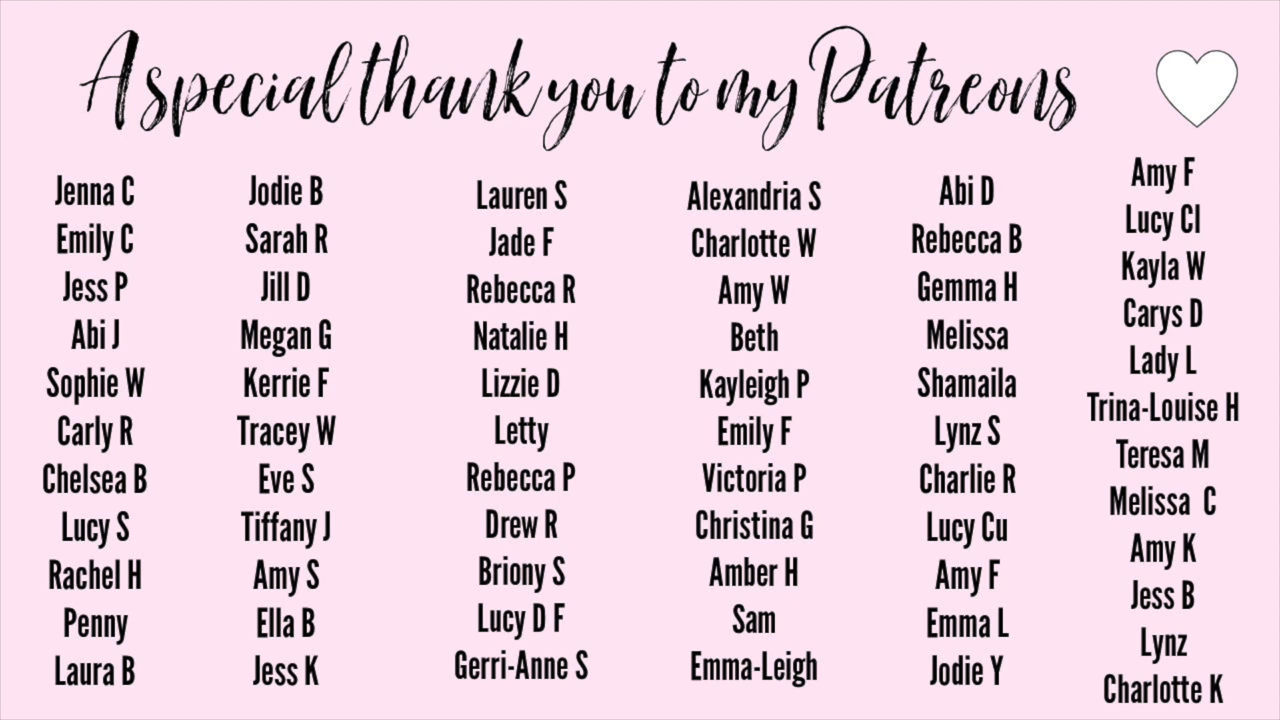 A special thank you to my Patreons
Jenna C
Emily C
Jess P
Abi J
Sophie W
Carly R
Chelsea B
Lucy S
Rachel H
Penny
Laura B
Jodie B
Sarah R
Jill D
Megan G
Kerrie F
Tracey W
Eve S
Tiffany J
Amy S
Ella B
Jess K
Lauren S
Jade F
Rebecca R
Natalie H
Lizzie D
Letty
Rebecca P
Drew R
Briony S
Lucy D F
Gerri-Anne S
Alexandria S
Charlotte W
Amy W
Beth
Kayleigh P
Emily F
Victoria P
Christina G
Amber H
Sam
Emma-Leigh
Abi D
Rebecca B
Gemma H
Melissa
Shamaila
Lynz S
Charlie R
Lucy Cu
Amy F
Emma L
Jodie Y
Amy F
Lucy Cl
Kayla W
Carys D
Lady L
Trina-Louise H
Teresa M
Melissa  C
Amy K
Jess B
Lynz
Charlotte K